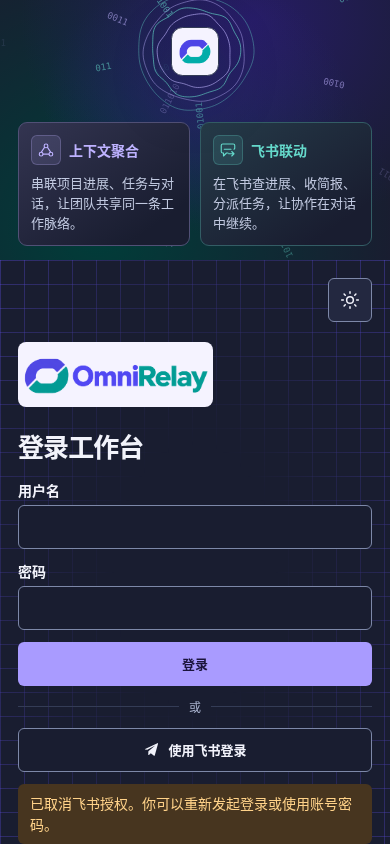 0011
1001
011
0100
011010
01001
上下文聚合
飞书联动
串联项目进展、任务与对
话，让团队共享同一条工
作脉络。
在飞书查进展、收简报、
分派任务，让协作在对话
中继续。
OmniRelay
登录工作台
用户名
密码
登录
或
使用飞书登录
已取消飞书授权。你可以重新发起登录或使用账号密
码。